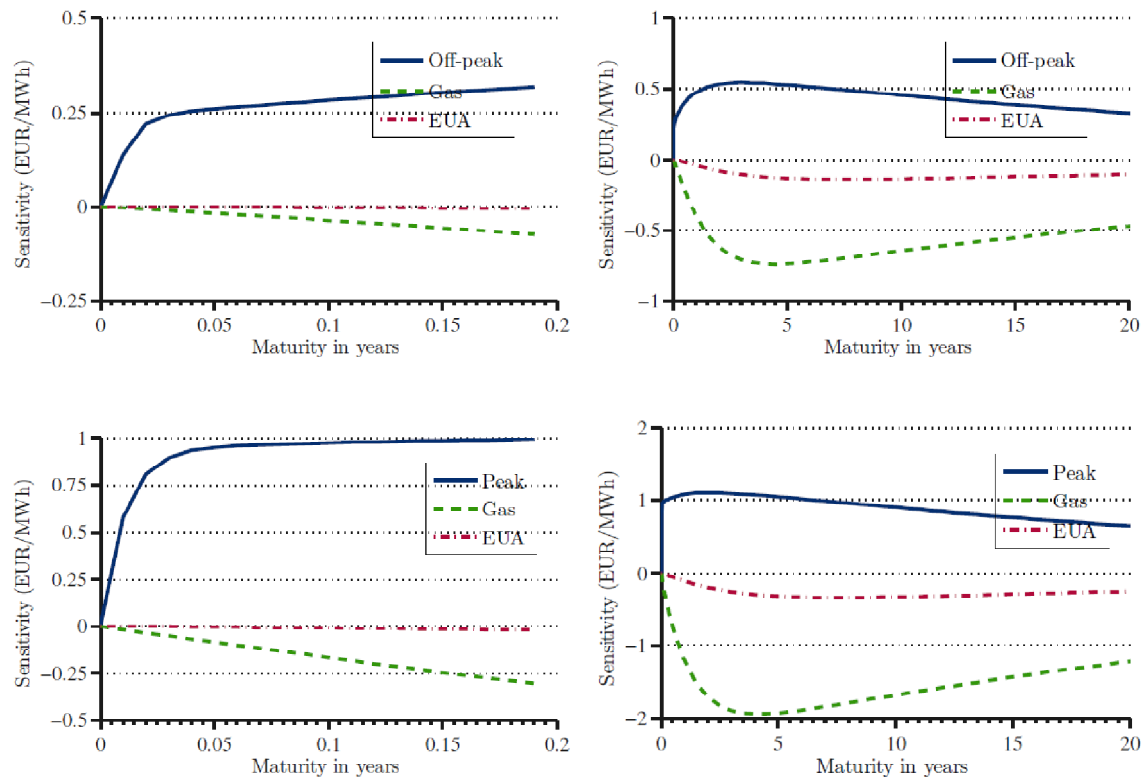 0.5
0.25
0
−0.25
Sensitivity (EUR/MWh)
Off-peak
Gas
EUA
0 0.05 0.1 0.15 0.2
Maturity in years
1
0.5
0
−0.5
−1
Sensitivity (EUR/MWh)
Off-peak
Gas
EUA
0 5 10 15 20
Maturity in years
1
0.75
0.5
0.25
0
−0.25
−0.5
Sensitivity (EUR/MWh)
Peak
Gas
EUA
0 0.05 0.1 0.15 0.2
Maturity in years
2
1
0
−1
−2
Sensitivity (EUR/MWh)
Peak
Gas
EUA
0 5 10 15 20
Maturity in years